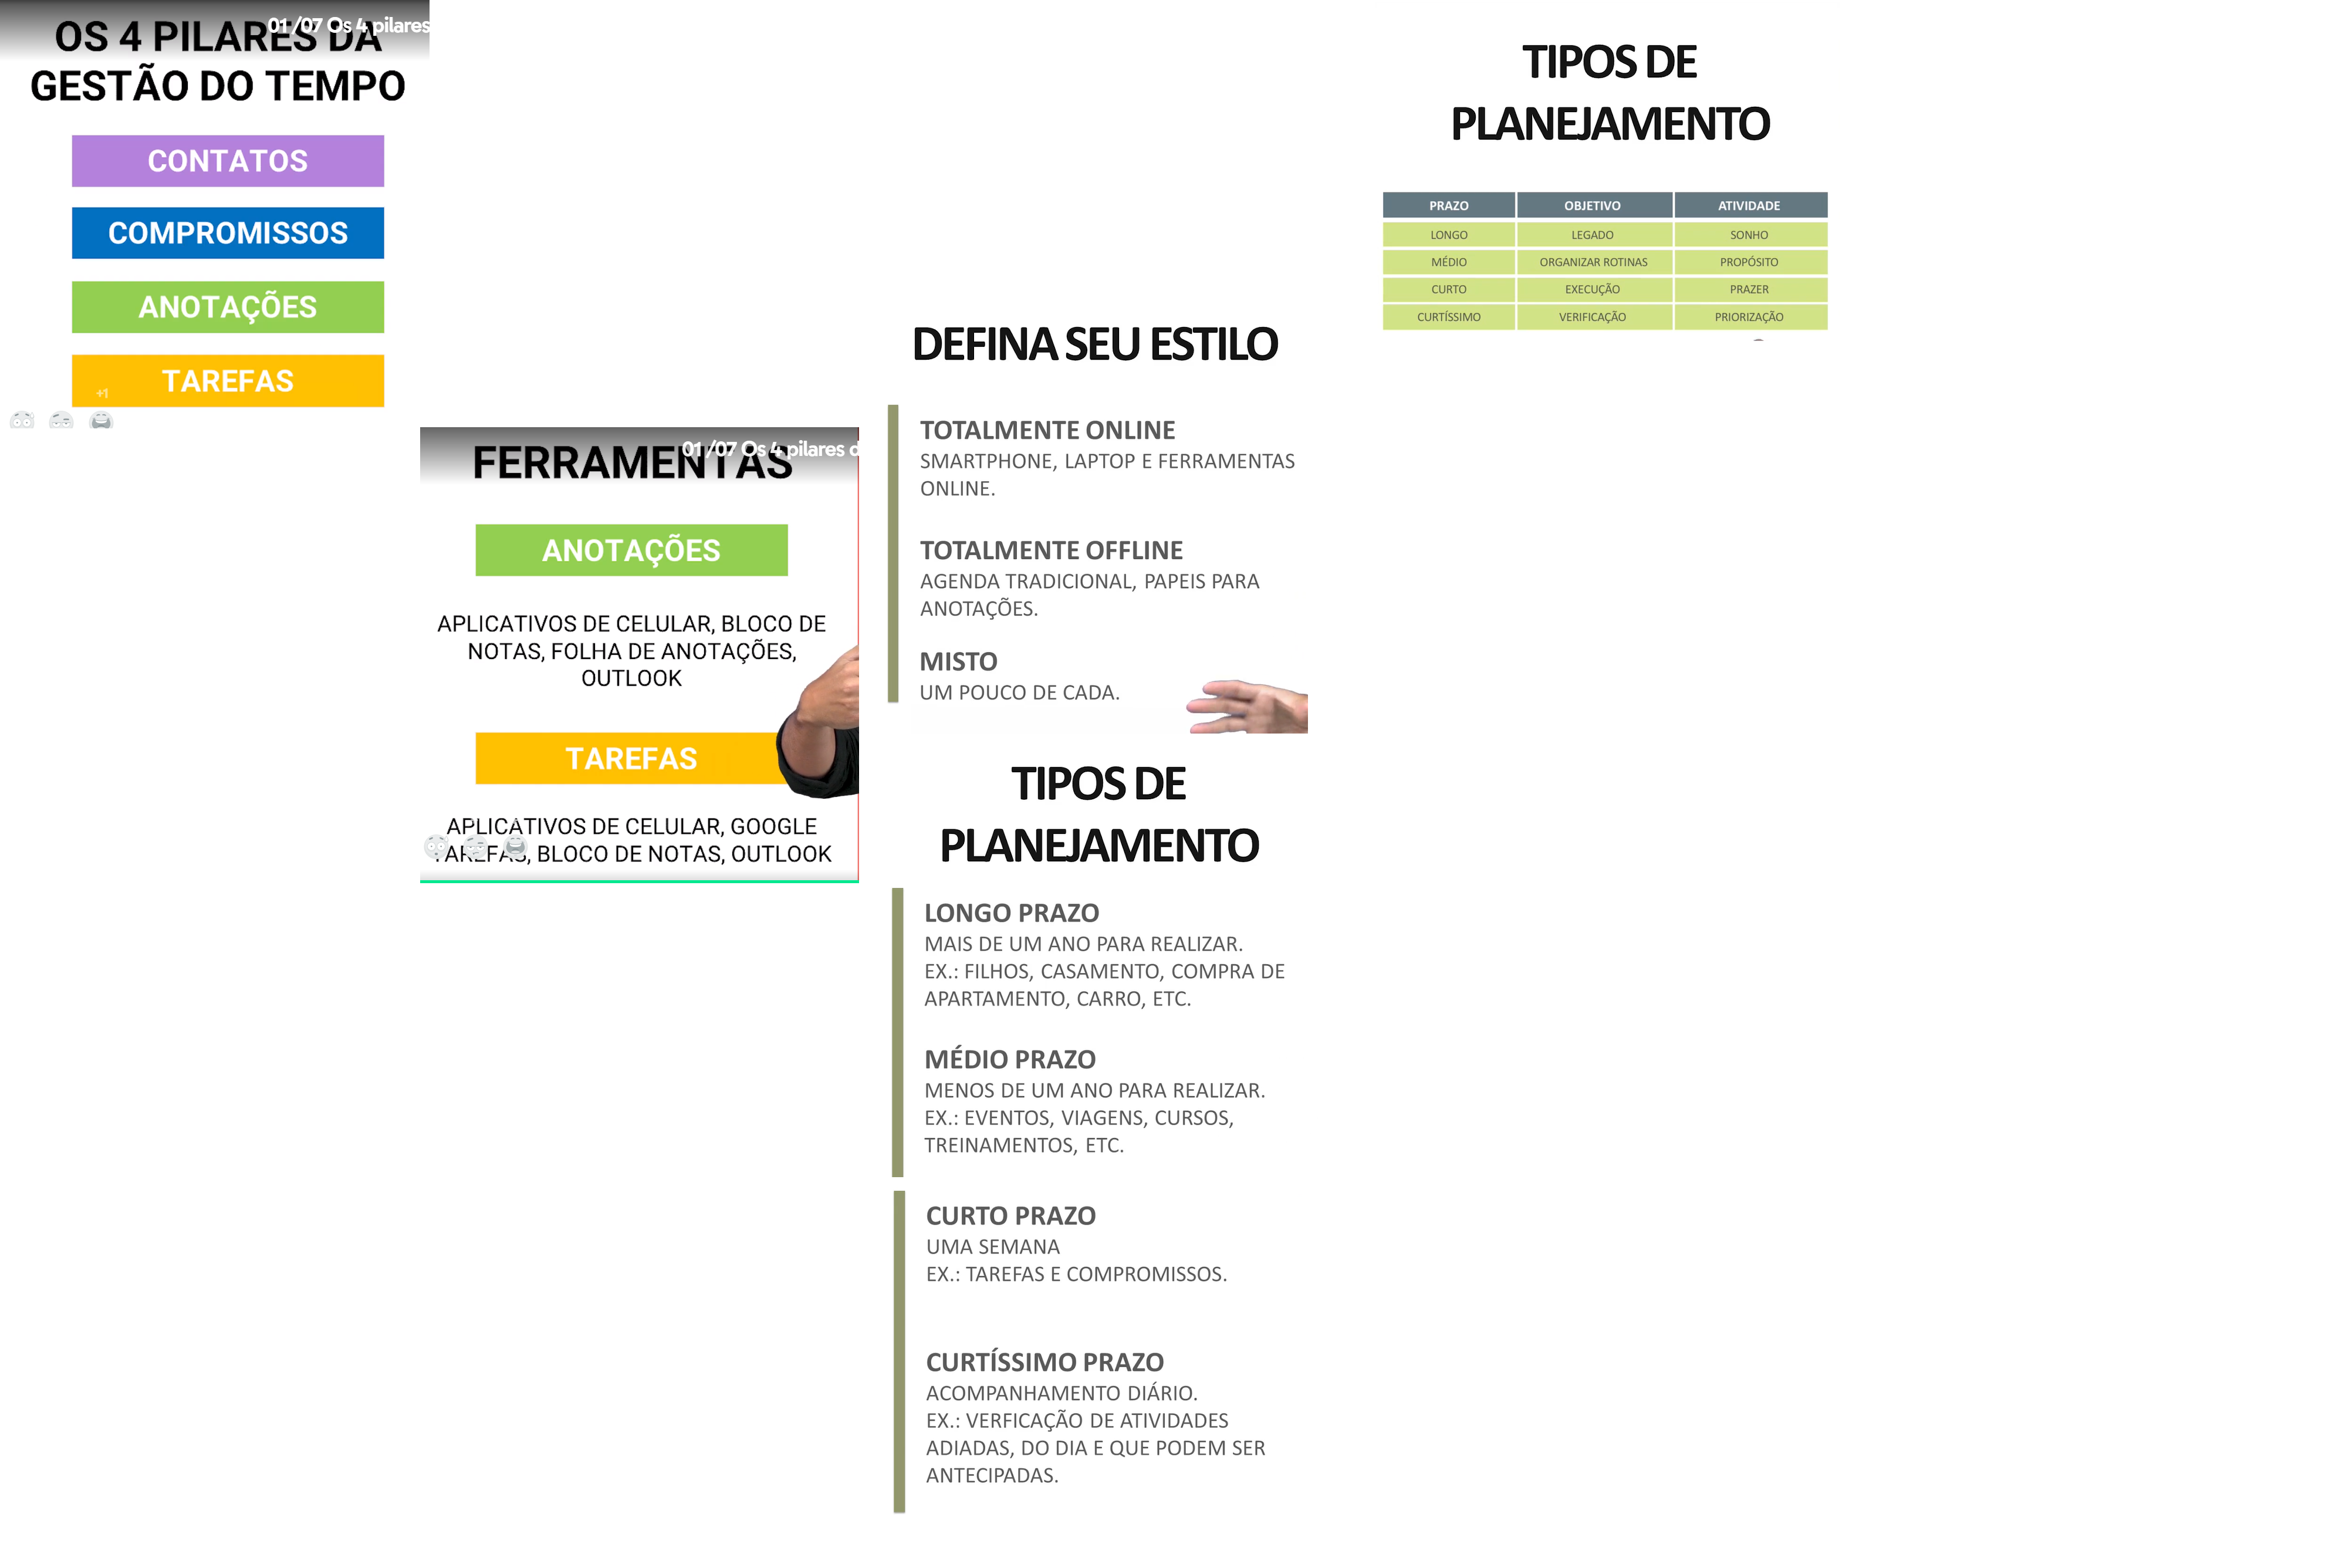 OS 4 PILARES DA
01/07 Os 4 pilares
GESTÃO DO TEMPO
CONTATOS
COMPROMISSOS
ANOTAÇÕES
TAREFAS
+1
FERRAMENTAS
01/07 Os 4 pilares d
ANOTAÇÕES
APLICATIVOS DE CELULAR, BLOCO DE
NOTAS, FOLHA DE ANOTAÇÕES,
OUTLOOK
TAREFAS
APLICATIVOS DE CELULAR, GOOGLE
TAREFAS, BLOCO DE NOTAS, OUTLOOK
DEFINA SEU ESTILO
TOTALMENTE ONLINE
SMARTPHONE, LAPTOP E FERRAMENTAS
ONLINE.
TOTALMENTE OFFLINE
AGENDA TRADICIONAL, PAPEIS PARA
ANOTAÇÕES.
MISTO
UM POUCO DE CADA.
TIPOS DE
PLANEJAMENTO
LONGO PRAZO
MAIS DE UM ANO PARA REALIZAR.
EX.: FILHOS, CASAMENTO, COMPRA DE
APARTAMENTO, CARRO, ETC.
MÉDIO PRAZO
MENOS DE UM ANO PARA REALIZAR.
EX.: EVENTOS, VIAGENS, CURSOS,
TREINAMENTOS, ETC.
CURTO PRAZO
UMA SEMANA
EX.: TAREFAS E COMPROMISSOS.
CURTÍSSIMO PRAZO
ACOMPANHAMENTO DIÁRIO.
EX.: VERFICAÇÃO DE ATIVIDADES
ADIADAS, DO DIA E QUE PODEM SER
ANTECIPADAS.
TIPOS DE
PLANEJAMENTO
PRAZO OBJETIVO ATIVIDADE
LONGO LEGADO SONHO
MÉDIO ORGANIZAR ROTINAS PROPÓSITO
CURTO EXECUÇÃO PRAZER
CURTÍSSIMO VERIFICAÇÃO PRIORIZAÇÃO